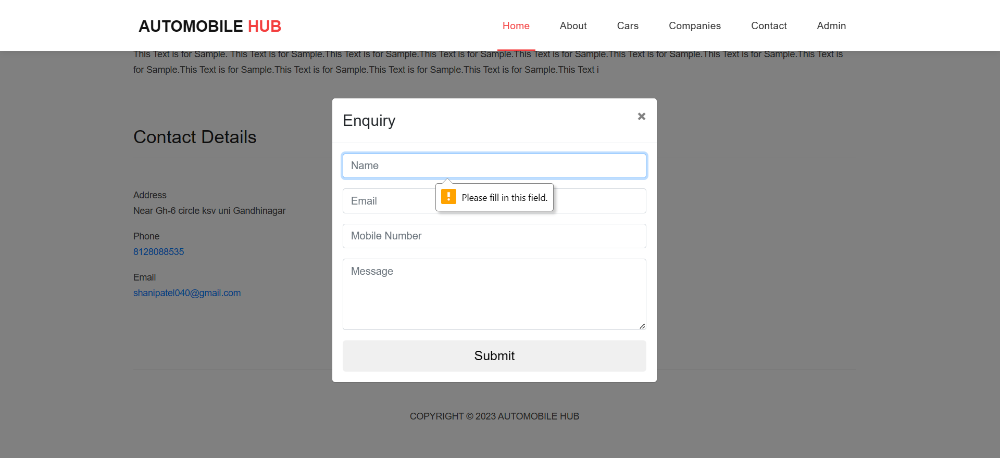 AUTOMOBILE HUB
Home About Cars Companies Contact Admin
This Text is for Sample. This Text is for Sample.This Text is for Sample.This Text is for Sample.This Text is for Sample.This Text is for Sample.This Text is for Sample.This Text is
for Sample.This Text is for Sample.This Text is for Sample.This Text is for Sample.This Text is for Sample.This Text i
Contact Details
Address
Near Gh-6 circle ksv uni Gandhinagar
Phone
8128088535
Email
shanipatel040@gmail.com
Enquiry
×
Name
Please fill in this field.
Email
Mobile Number
Message
Submit
COPYRIGHT © 2023 AUTOMOBILE HUB